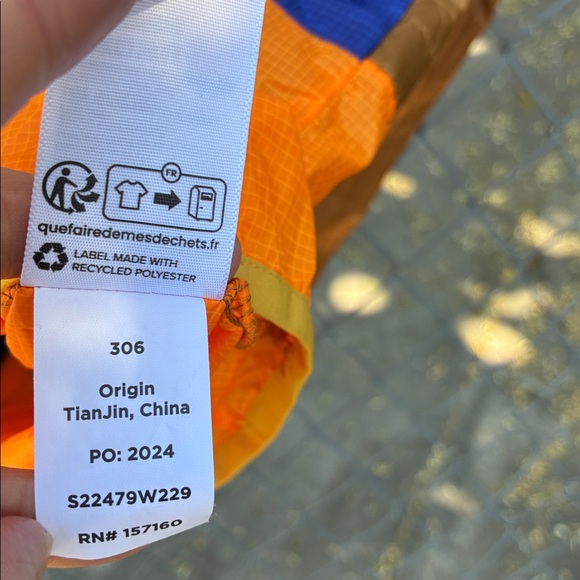 FR
quefairedemesdechets.fr
LABEL MADE WITH
RECYCLED POLYESTER
306
Origin
TianJin, China
PO: 2024
S22479W229
RN# 157160